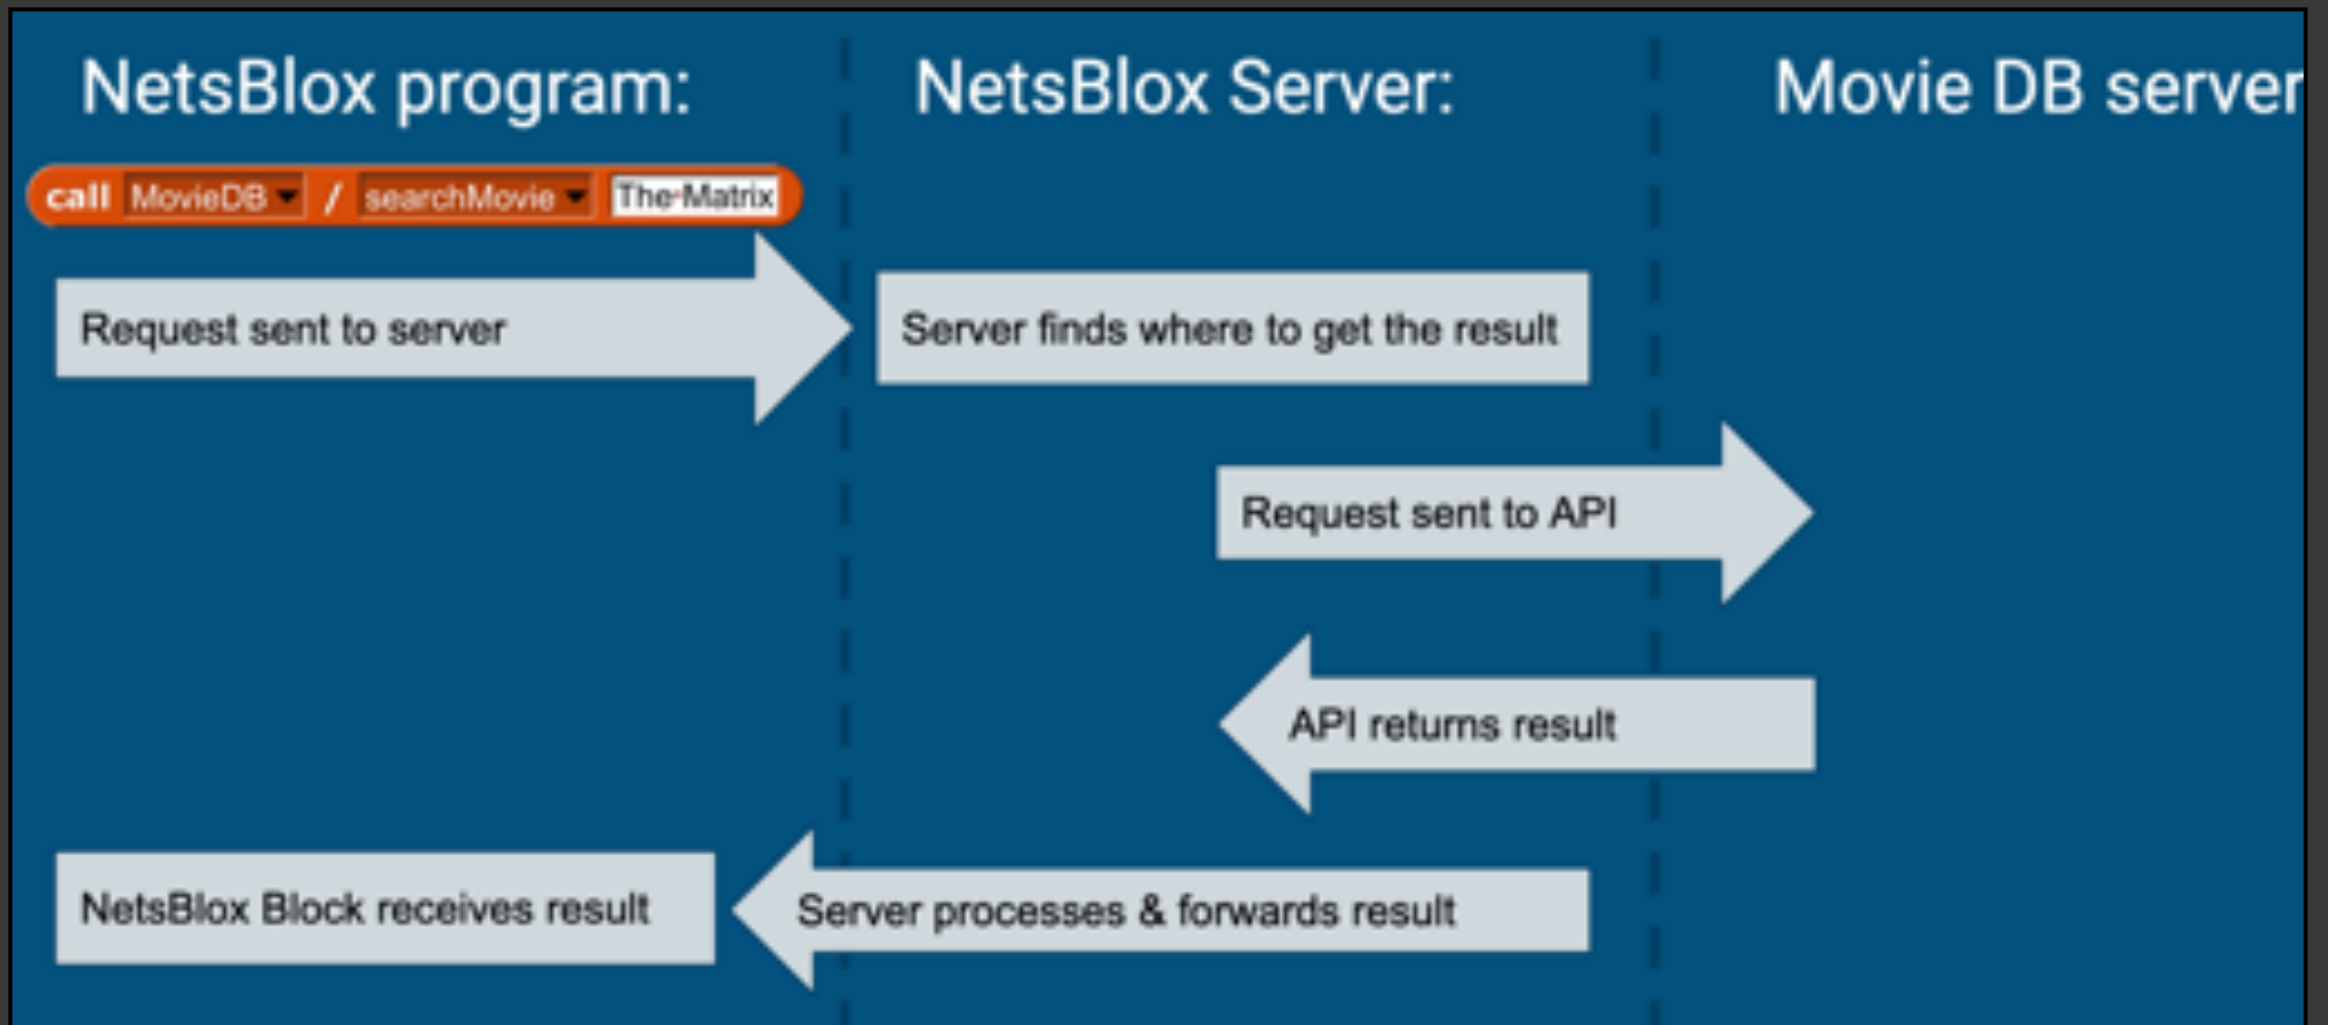 NetsBlox program:
NetsBlox Server:
Movie DB server
call MovieDB / searchMovie The Matrix
Request sent to server
Server finds where to get the result
Request sent to API
API returns result
NetsBlox Block receives result
Server processes & forwards result